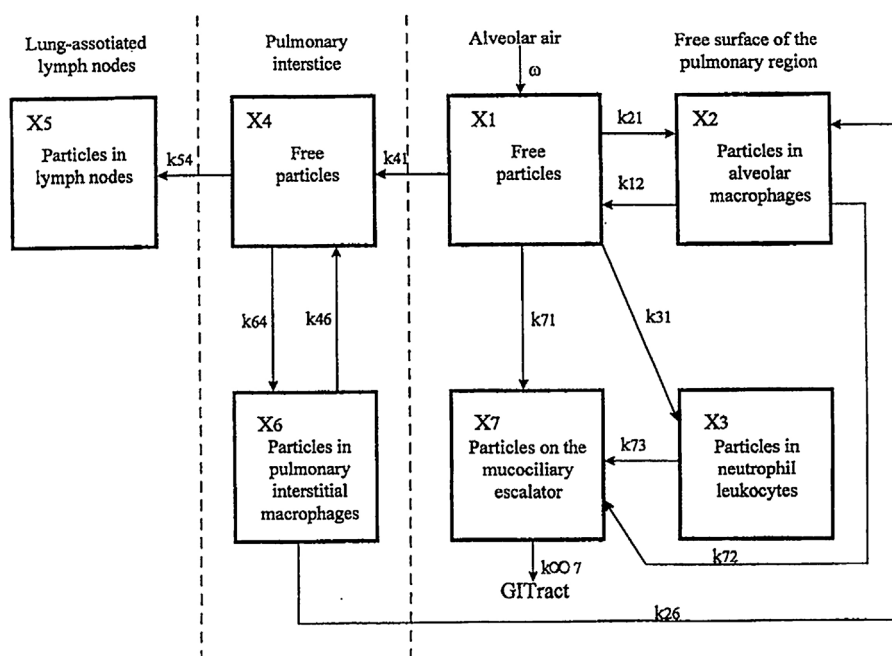 Lung-assotiated
lymph nodes
Pulmonary
interstice
Alveolar air
ω
Free surface of the
pulmonary region
X5
Particles in
lymph nodes
k54
X4
Free
particles
k41
X1
Free
particles
k21
k12
X2
Particles in
alveolar
macrophages
k64
k46
k71
k31
X6
Particles in
pulmonary
interstitial
macrophages
X7
Particles on the
mucociliary
escalator
k73
X3
Particles in
neutrophil
leukocytes
k72
k∞ 7
GITract
k26